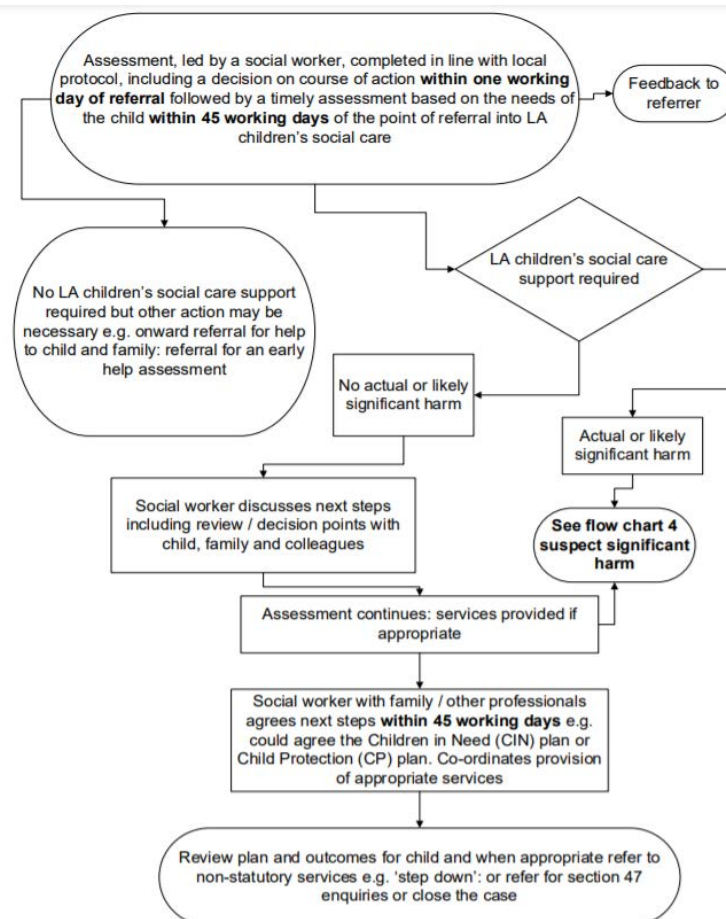 Assessment, led by a social worker, completed in line with local
protocol, including a decision on course of action within one working
day of referral followed by a timely assessment based on the needs of
the child within 45 working days of the point of referral into LA
children's social care
Feedback to
referrer
LA children's social care
support required
No LA children's social care support
required but other action may be
necessary e.g. onward referral for help
to child and family: referral for an early
help assessment
No actual or likely
significant harm
Actual or likely
significant harm
Social worker discusses next steps
including review / decision points with
child, family and colleagues
See flow chart 4
suspect significant
harm
Assessment continues: services provided if
appropriate
Social worker with family / other professionals
agrees next steps within 45 working days e.g.
could agree the Children in Need (CIN) plan or
Child Protection (CP) plan. Co-ordinates provision
of appropriate services
Review plan and outcomes for child and when appropriate refer to
non-statutory services e.g. 'step down': or refer for section 47
enquiries or close the case